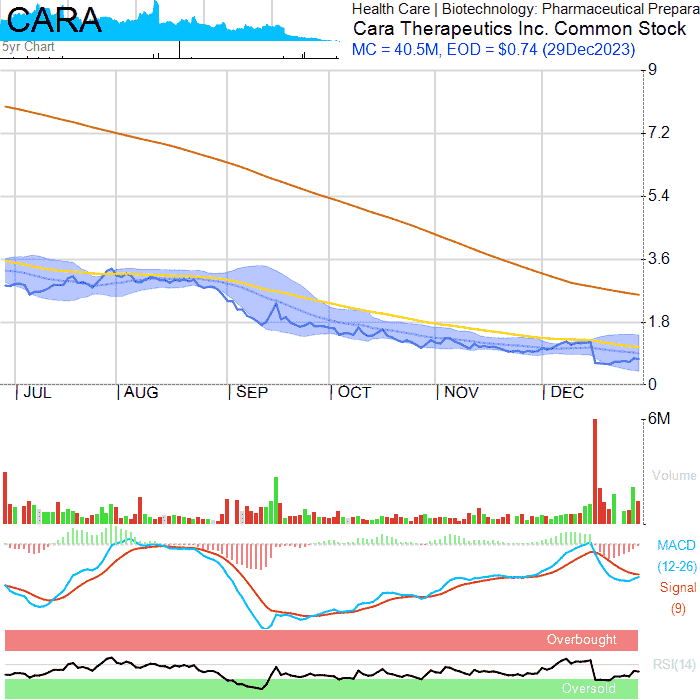 CARA
Health Care | Biotechnology: Pharmaceutical Prepara
Cara Therapeutics Inc. Common Stock
5yr Chart
MC = 40.5M, EOD = $0.74 (29Dec2023)
9
7.2
5.4
3.6
1.8
0
| JUL | AUG | SEP | OCT | NOV | DEC
6M
Volume
MACD
(12-26)
Signal
(9)
Overbought
RSI(14)
Oversold